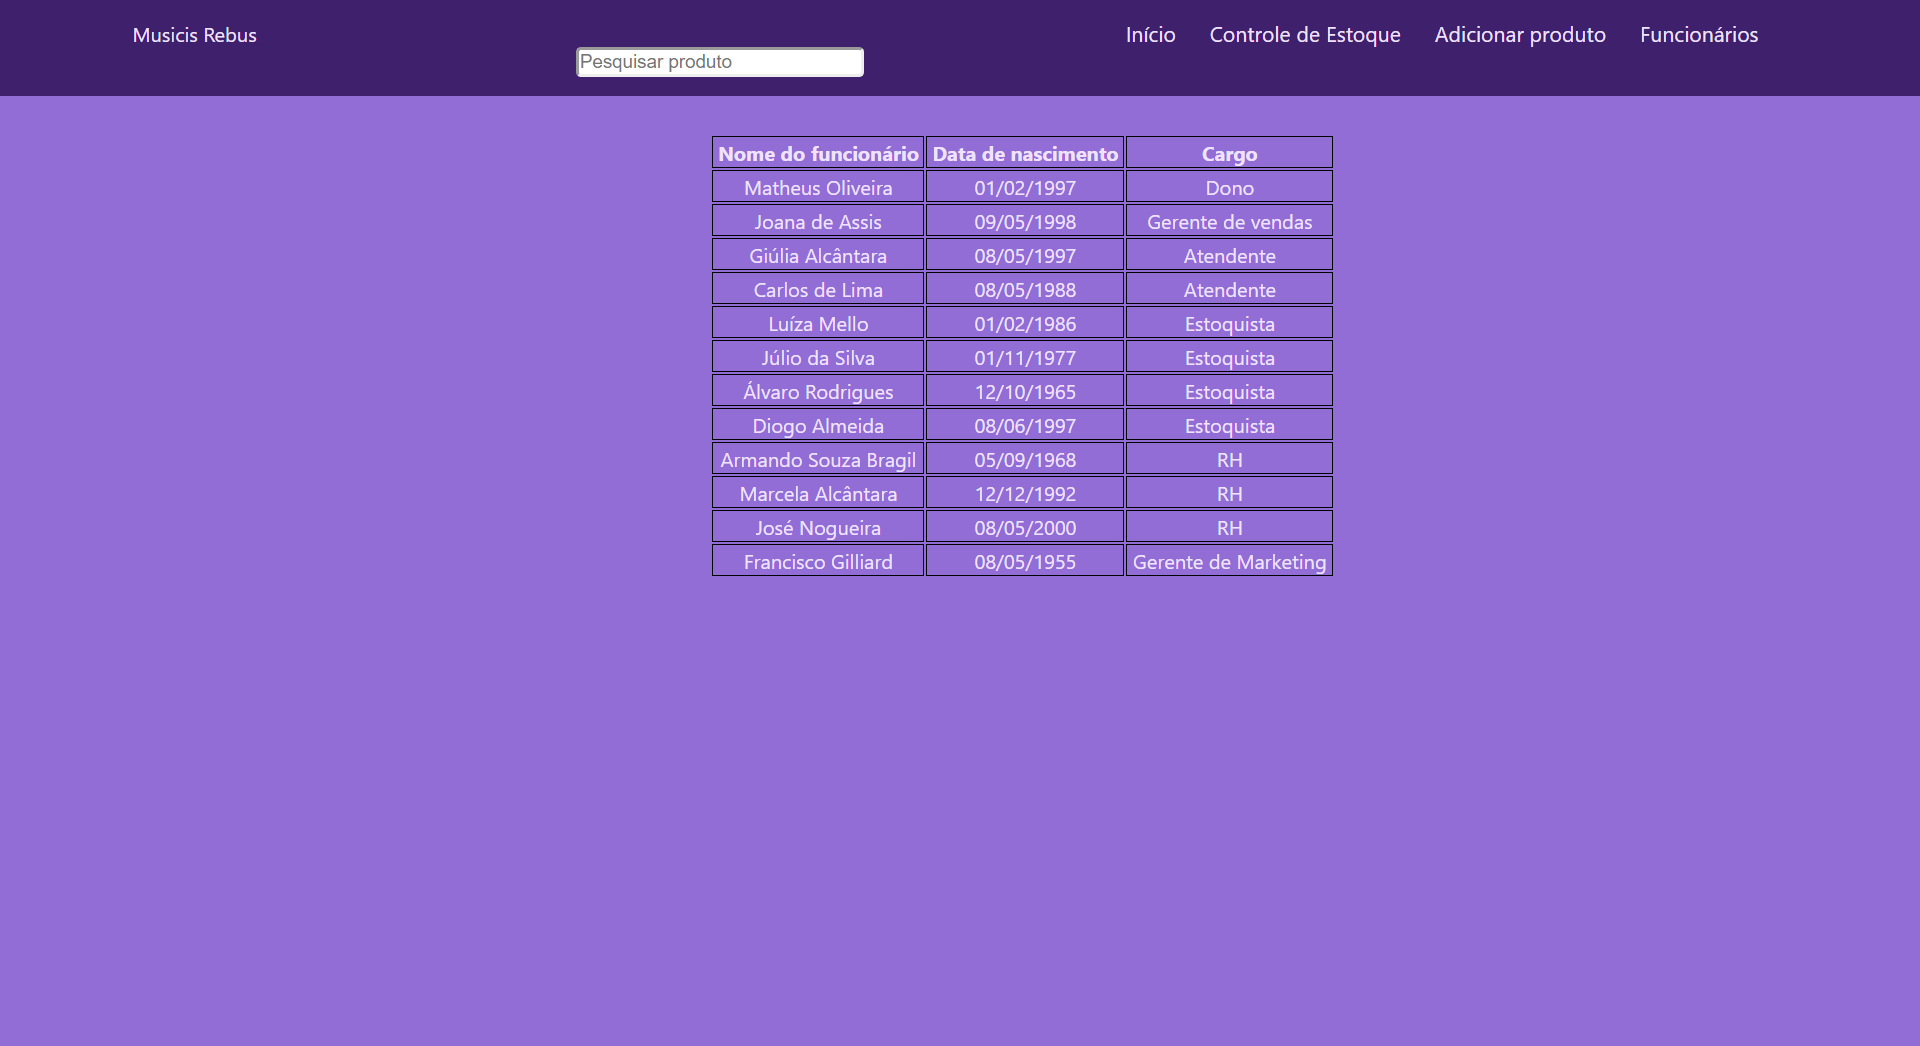 Musicis Rebus
Início Controle de Estoque Adicionar produto Funcionários
Pesquisar produto
Nome do funcionário Data de nascimento Cargo
Matheus Oliveira 01/02/1997 Dono
Joana de Assis 09/05/1998 Gerente de vendas
Giúlia Alcântara 08/05/1997 Atendente
Carlos de Lima 08/05/1988 Atendente
Luíza Mello 01/02/1986 Estoquista
Júlio da Silva 01/11/1977 Estoquista
Álvaro Rodrigues 12/10/1965 Estoquista
Diogo Almeida 08/06/1997 Estoquista
Armando Souza Bragil 05/09/1968 RH
Marcela Alcântara 12/12/1992 RH
José Nogueira 08/05/2000 RH
Francisco Gilliard 08/05/1955 Gerente de Marketing